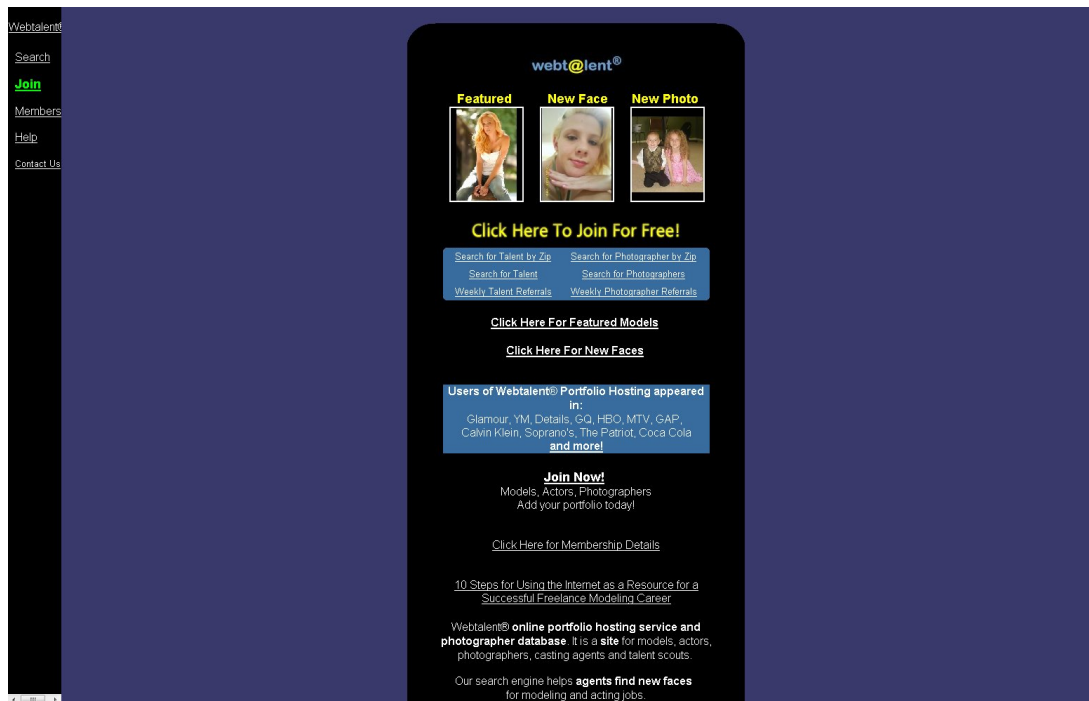 Webtalent®
Search
Join
Members
Help
Contact Us
webt@lent®
Featured New Face New Photo
Click Here To Join For Free!
Search for Talent by Zip Search for Photographer by Zip
Search for Talent Search for Photographers
Weekly Talent Referrals Weekly Photographer Referrals
Click Here For Featured Models
Click Here For New Faces
Users of Webtalent® Portfolio Hosting appeared
in:
Glamour, YM, Details, GQ, HBO, MTV, GAP,
Calvin Klein, Soprano's, The Patriot, Coca Cola
and more!
Join Now!
Models, Actors, Photographers
Add your portfolio today!
Click Here for Membership Details
10 Steps for Using the Internet as a Resource for a
Successful Freelance Modeling Career
Webtalent® online portfolio hosting service and
photographer database. It is a site for models, actors,
photographers, casting agents and talent scouts.
Our search engine helps agents find new faces
for modeling and acting jobs.